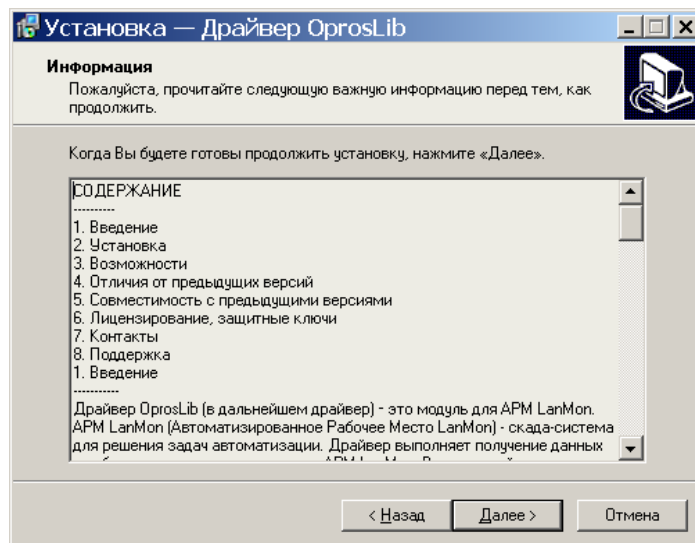 Установка — Драйвер OprosLib
Информация
Пожалуйста, прочитайте следующую важную информацию перед тем, как
продолжить.
Когда Вы будете готовы продолжить установку, нажмите «Далее».
СОДЕРЖАНИЕ
----------
1. Введение
2. Установка
3. Возможности
4. Отличия от предыдущих версий
5. Совместимость с предыдущими версиями
6. Лицензирование, защитные ключи
7. Контакты
8. Поддержка
1. Введение
-----------
Драйвер OprosLib (в дальнейшем драйвер) - это модуль для АРМ LanMon.
АРМ LanMon (Автоматизированное Рабочее Место LanMon) - скада-система
для решения задач автоматизации. Драйвер выполняет получение данных
< Назад
Далее >
Отмена